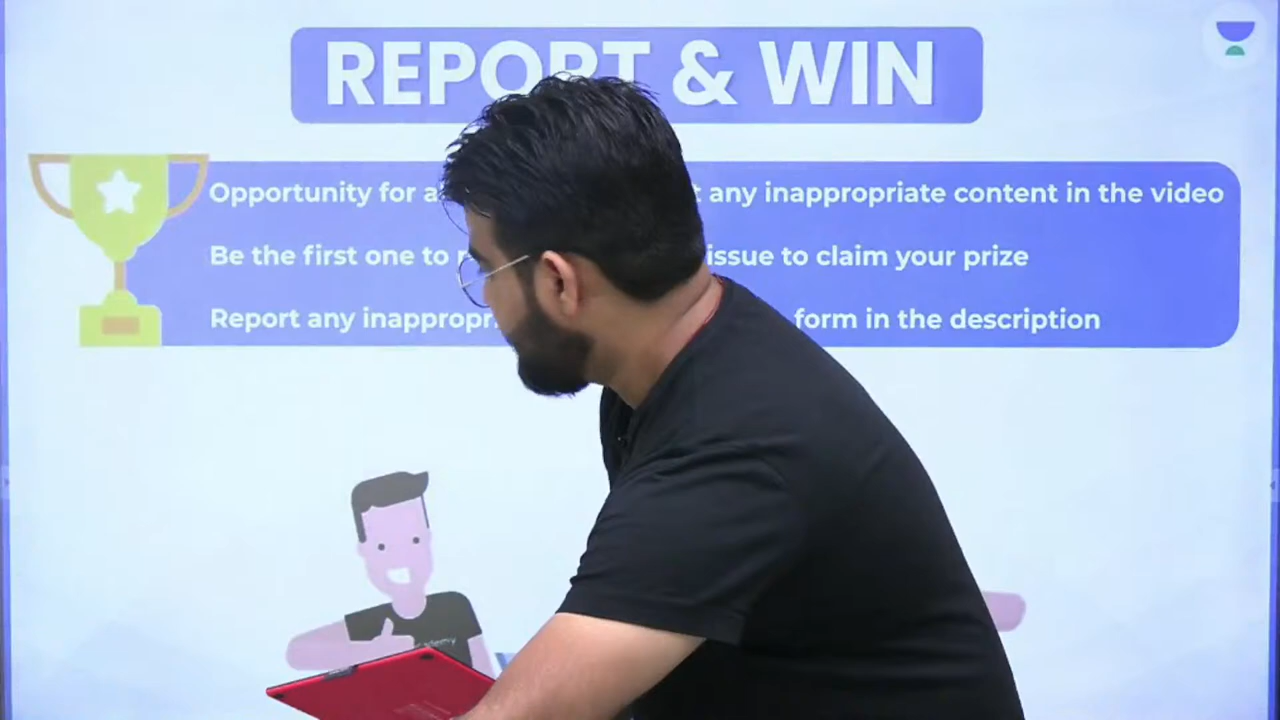 REPORT & WIN
Opportunity for any inappropriate content in the video
Be the first one to issue to claim your prize
Report any form in the description